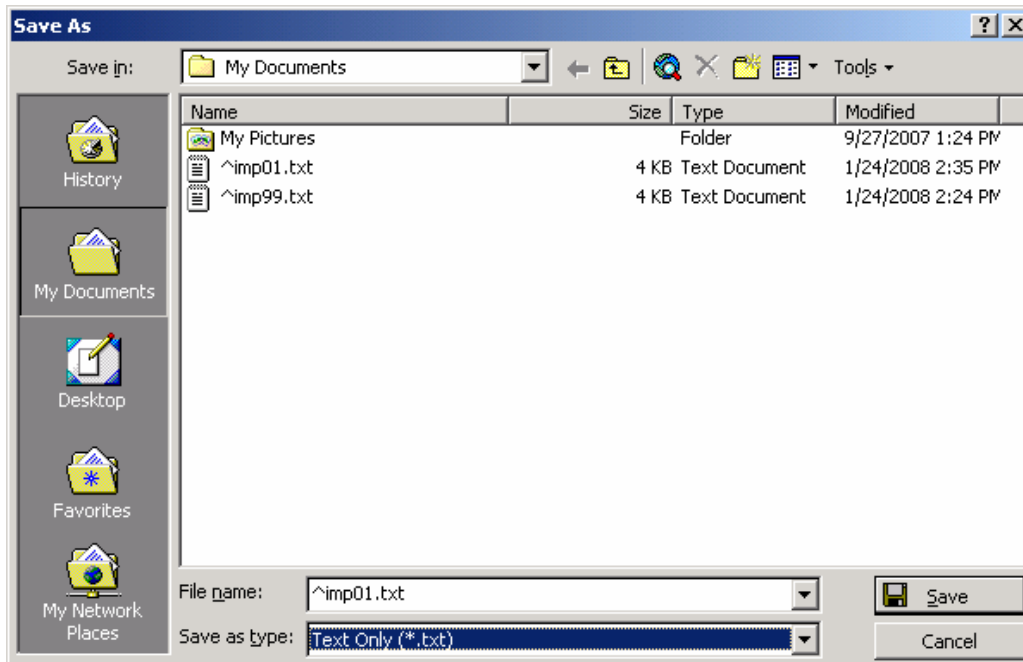 Save As
Save in:
My Documents
Tools
Name Size Type Modified
My Pictures Folder 9/27/2007 1:24 PM
^imp01.txt 4 KB Text Document 1/24/2008 2:35 PM
^imp99.txt 4 KB Text Document 1/24/2008 2:24 PM
History
My Documents
Desktop
Favorites
My Network
Places
File name: ^imp01.txt Save
Save as type: Text Only (*.txt) Cancel